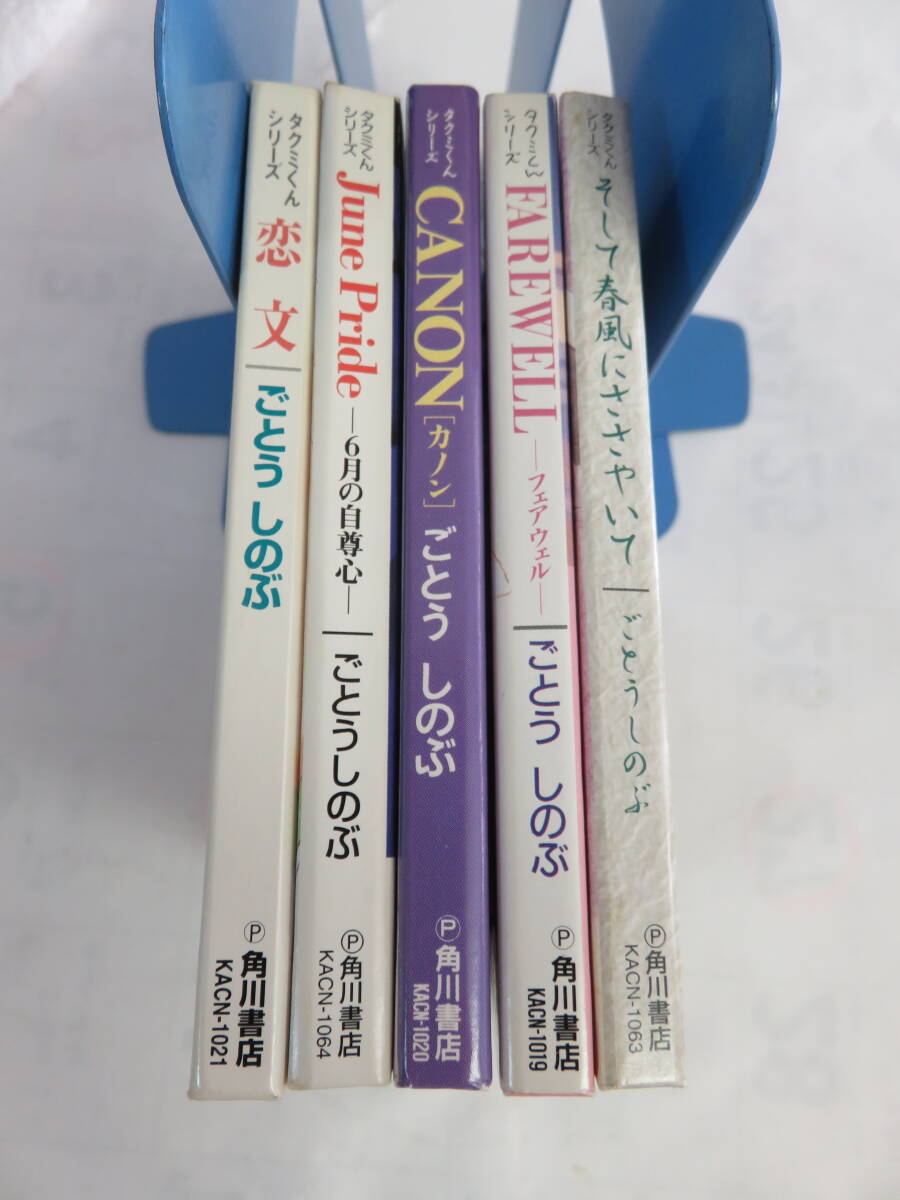 タクミくん
シリーズ
恋文
ごとう しのぶ
Ⓟ角川書店
KACN-1021
タクミくん
シリーズ
June Pride
―6月の自尊心―
ごとうしのぶ
Ⓟ角川書店
KACN-1064
タクミくん
シリーズ
CANON[カノン]
ごとう しのぶ
Ⓟ角川書店
KACN-1020
タクミくん
シリーズ
FAREWELL
―フェアウェル―
ごとう しのぶ
Ⓟ角川書店
KACN-1019
タクミくん
シリーズ
そして春風にささやいて
ごとうしのぶ
Ⓟ角川書店
KACN-1063